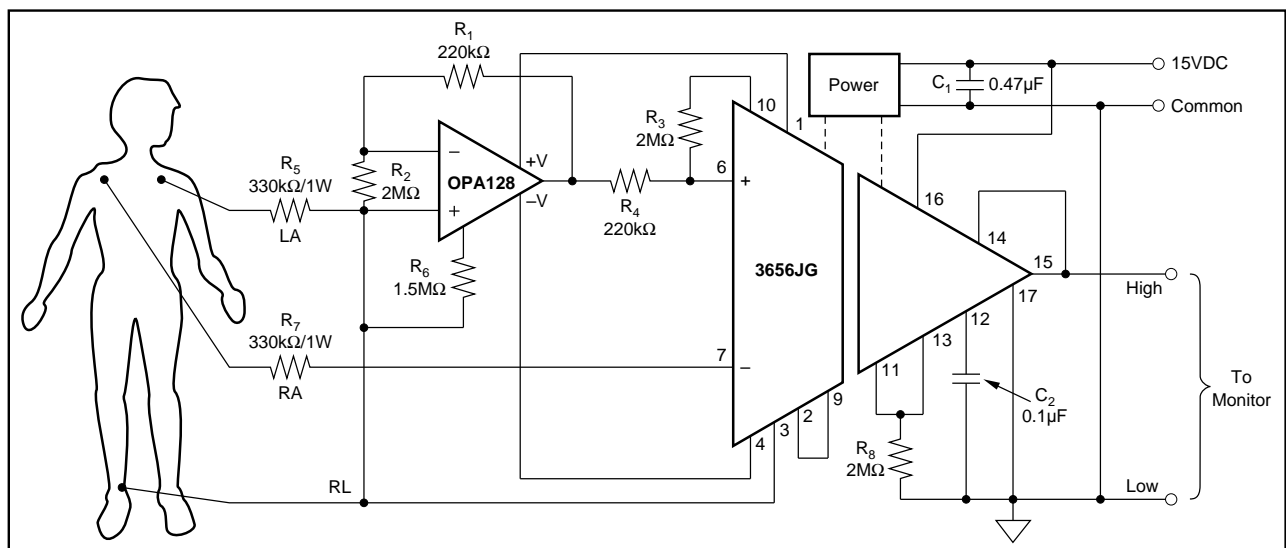 R1
220kΩ
R5
330kΩ/1W
LA
R2
2MΩ
−
+
OPA128
+V
−V
R6
1.5MΩ
R7
330kΩ/1W
RA
RL
R3
2MΩ
R4
220kΩ
10
1
6
+
7
−
3656JG
4
3
2
9
Power
C1
0.47µF
15VDC
Common
16
14
15
17
12
13
11
C2
0.1µF
R8
2MΩ
High
To
Monitor
Low